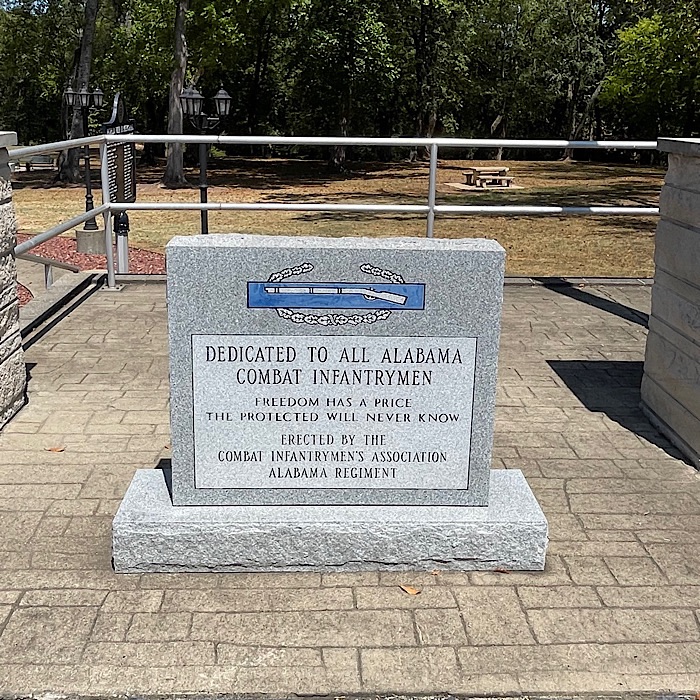 DEDICATED TO ALL ALABAMA
COMBAT INFANTRYMEN
FREEDOM HAS A PRICE
THE PROTECTED WILL NEVER KNOW
ERECTED BY THE
COMBAT INFANTRYMEN'S ASSOCIATION
ALABAMA REGIMENT